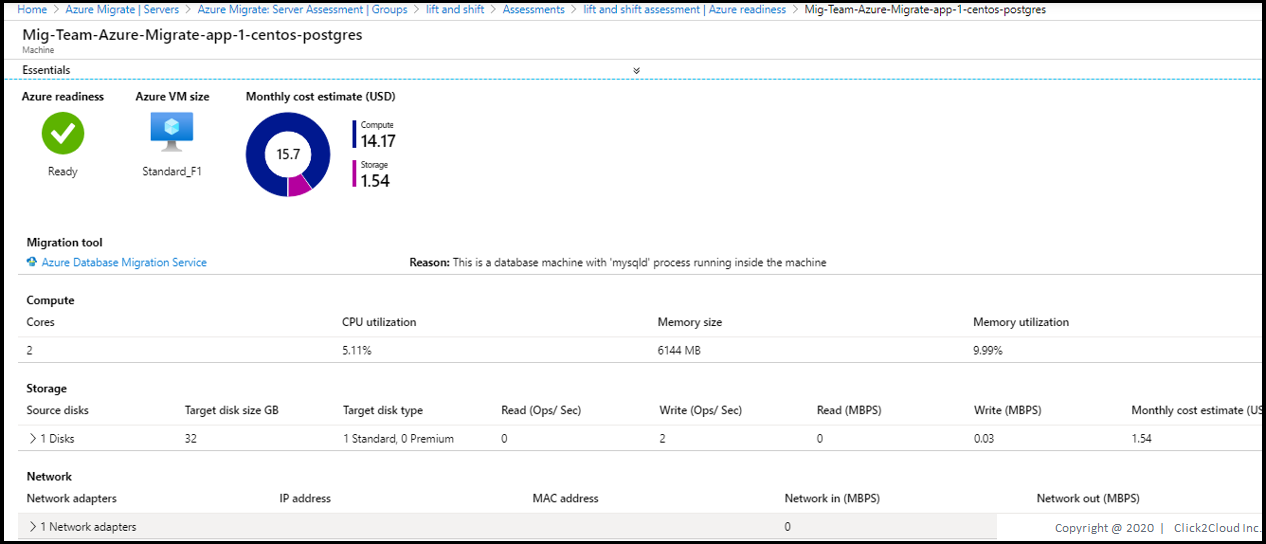 Home > Azure Migrate | Servers > Azure Migrate: Server Assessment | Groups > lift and shift > Assessments > lift and shift assessment | Azure readiness > Mig-Team-Azure-Migrate-app-1-centos-postgres
Mig-Team-Azure-Migrate-app-1-centos-postgres
Machine
Essentials
Azure readiness Azure VM size Monthly cost estimate (USD)
Compute
14.17
15.7
Storage
1.54
Ready Standard_F1
Migration tool
Azure Database Migration Service Reason: This is a database machine with 'mysqld' process running inside the machine
Compute
Cores CPU utilization Memory size Memory utilization
2 5.11% 6144 MB 9.99%
Storage
Source disks Target disk size GB Target disk type Read (Ops/ Sec) Write (Ops/ Sec) Read (MBPS) Write (MBPS) Monthly cost estimate (US
> 1 Disks 32 1 Standard, 0 Premium 0 2 0 0.03 1.54
Network
Network adapters IP address MAC address Network in (MBPS) Network out (MBPS)
> 1 Network adapters 0
Copyright @ 2020 | Click2Cloud Inc.